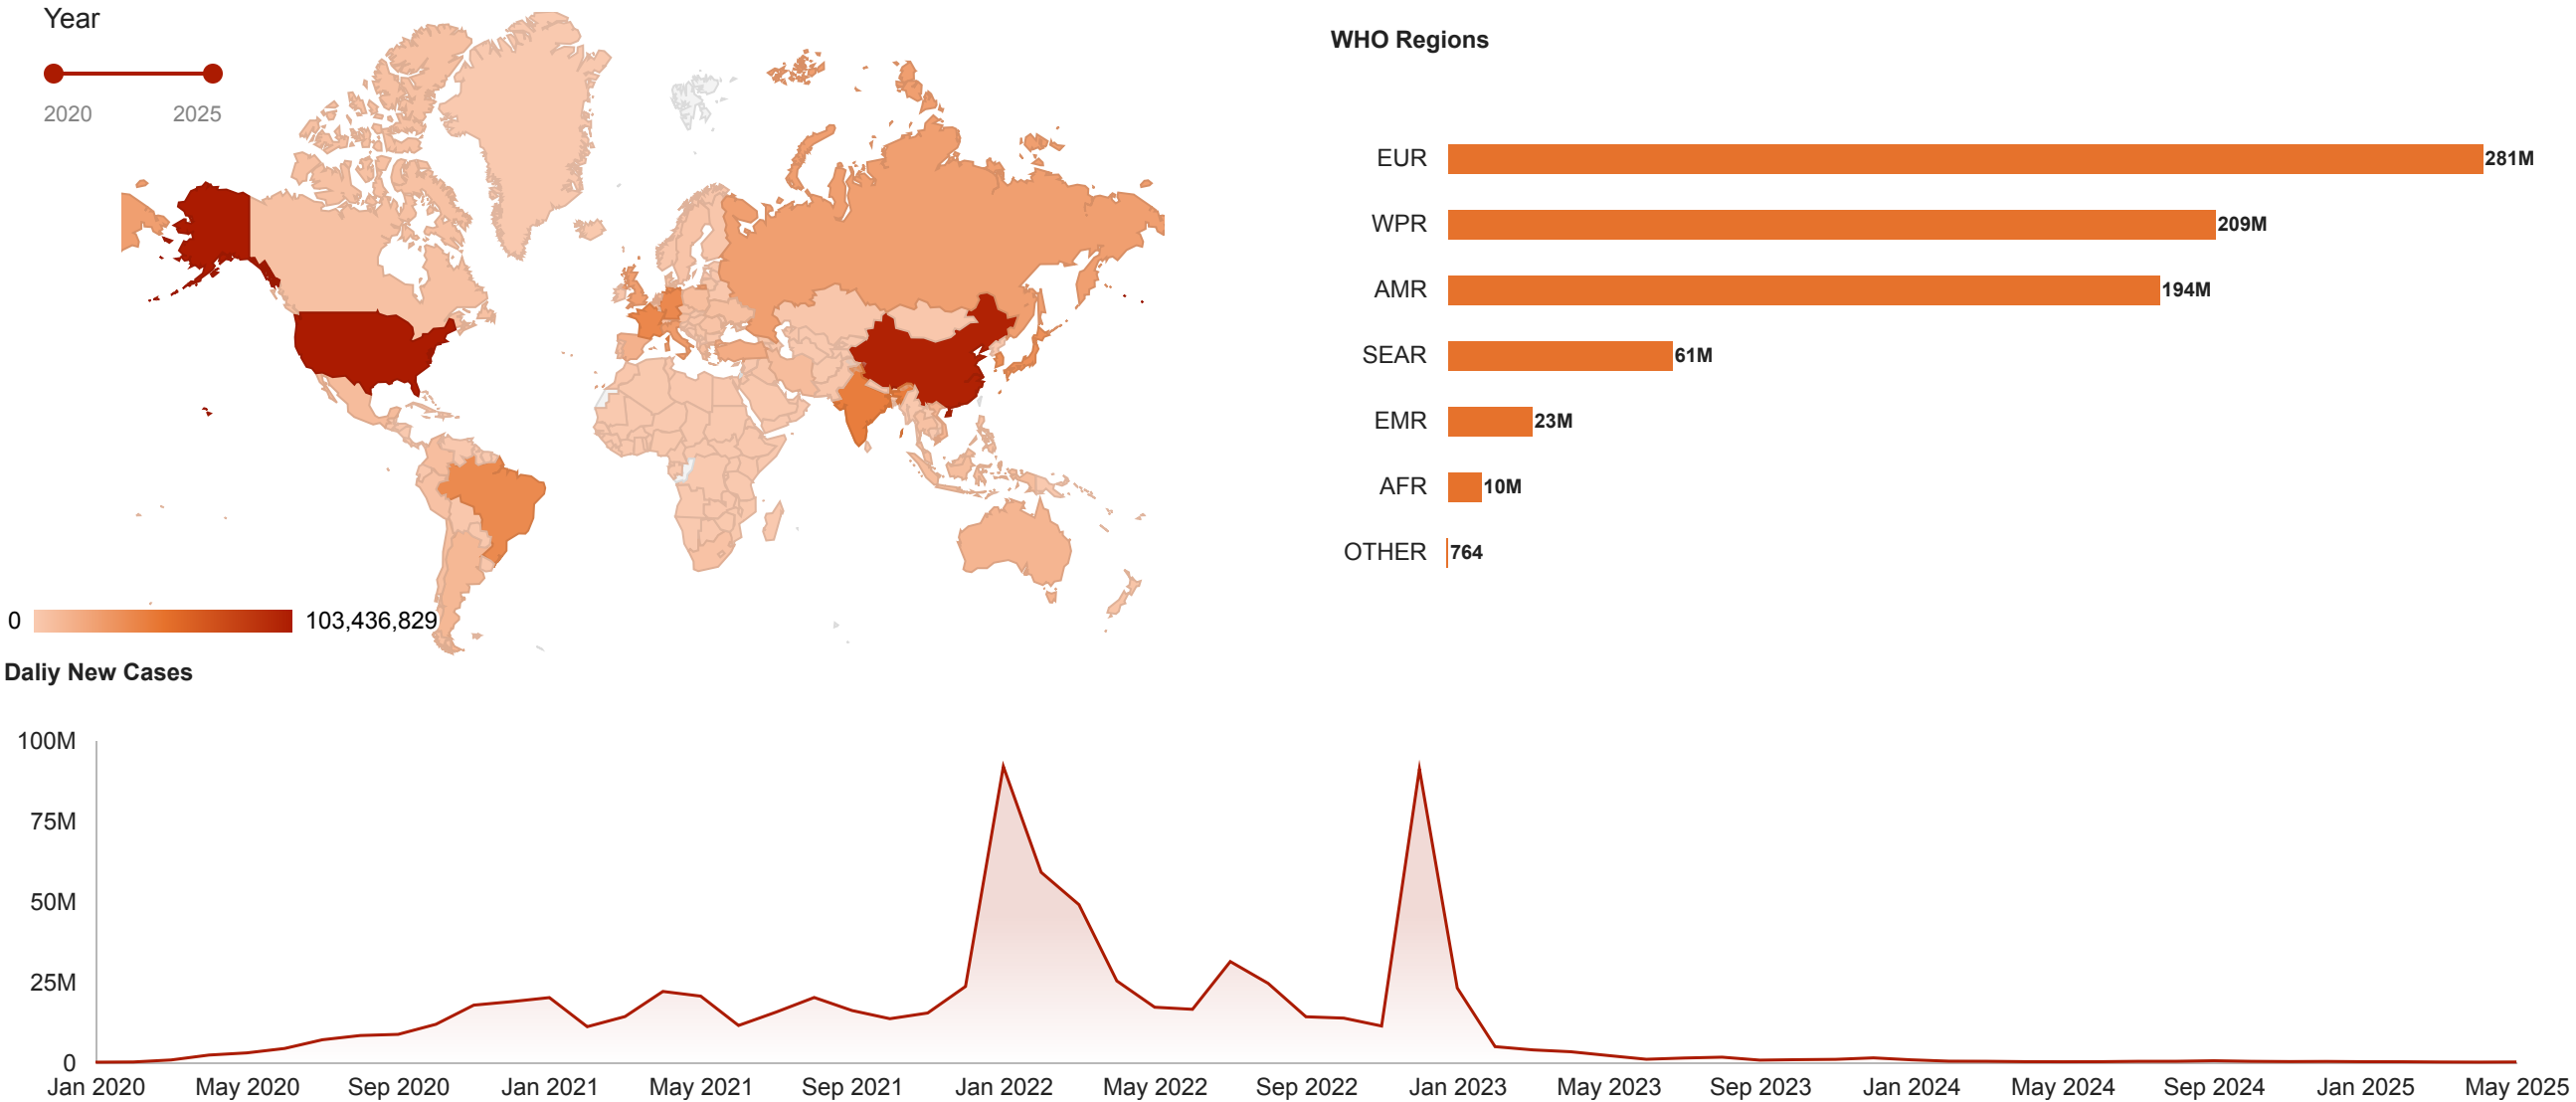 Year
2020 2025
0 103,436,829
WHO Regions
EUR 281M
WPR 209M
AMR 194M
SEAR 61M
EMR 23M
AFR 10M
OTHER 764
Daliy New Cases
100M
75M
50M
25M
0
Jan 2020 May 2020 Sep 2020 Jan 2021 May 2021 Sep 2021 Jan 2022 May 2022 Sep 2022 Jan 2023 May 2023 Sep 2023 Jan 2024 May 2024 Sep 2024 Jan 2025 May 2025